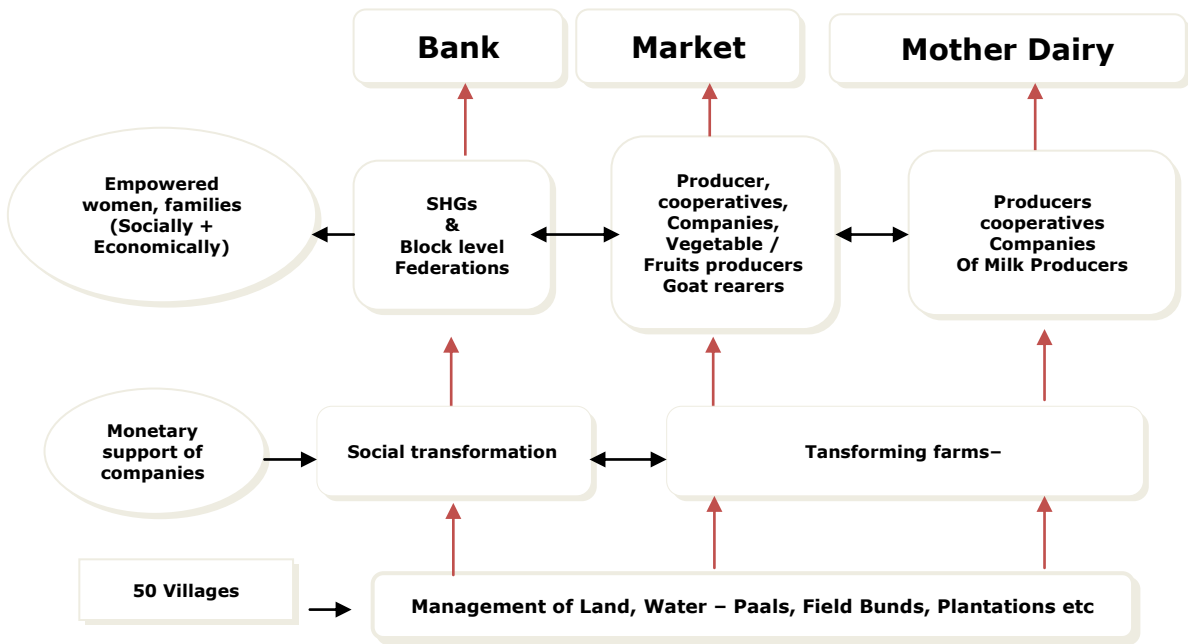 Bank
Market
Mother Dairy
Empowered
women, families
(Socially +
Economically)
SHGs
&
Block level
Federations
Producer,
cooperatives,
Companies,
Vegetable /
Fruits producers
Goat rearers
Producers
cooperatives
Companies
Of Milk Producers
Monetary
support of
companies
Social transformation
Tansforming farms–
50 Villages
Management of Land, Water – Paals, Field Bunds, Plantations etc